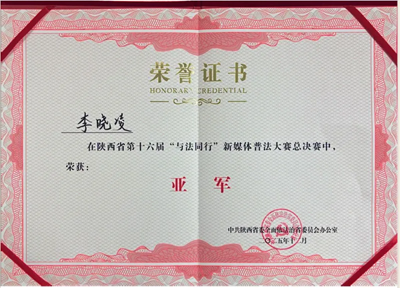 荣誉证书
HONORARY CREDENTIAL
李晓凌
在陕西省第十六届“与法同行”新媒体普法大赛总决赛中，
荣获：
亚军
中共陕西省委全面依法治省委员会办公室
二〇二五年十二月